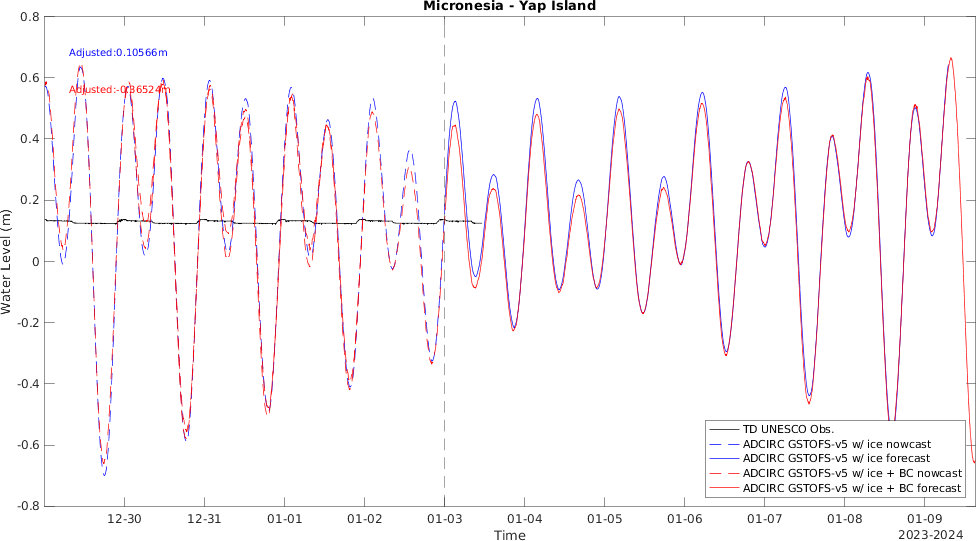 Micronesia - Yap Island
Adjusted:0.10566m
Adjusted:-0.36524m
Water Level (m)
0.8
0.6
0.4
0.2
0
-0.2
-0.4
-0.6
-0.8
TD UNESCO Obs.
ADCIRC GSTOFS-v5 w/ ice nowcast
ADCIRC GSTOFS-v5 w/ ice forecast
ADCIRC GSTOFS-v5 w/ ice + BC nowcast
ADCIRC GSTOFS-v5 w/ ice + BC forecast
12-30 12-31 01-01 01-02 01-03 01-04 01-05 01-06 01-07 01-08 01-09
Time
2023-2024